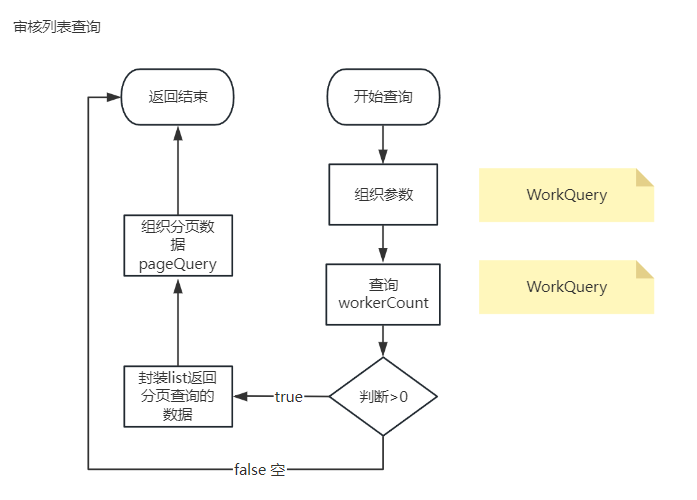 审核列表查询
返回结束
开始查询
组织参数
WorkQuery
组织分页数
据
pageQuery
查询
workerCount
WorkQuery
封装list返回
分页查询的
数据
true
判断>0
false 空